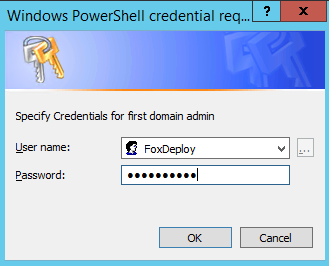 Windows PowerShell credential req...
?
Specify Credentials for first domain admin
User name:
FoxDeploy
...
Password:
●●●●●●●●●●
OK
Cancel